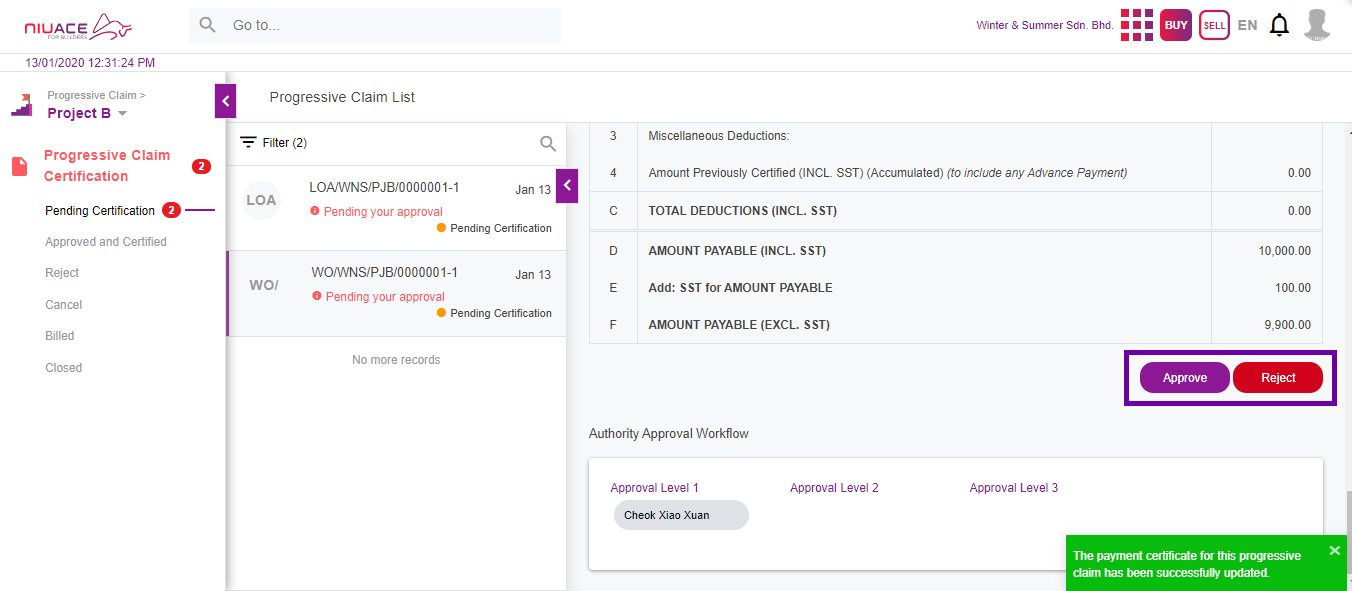 NIUACE
FOR BUILDERS
Go to...
Winter & Summer Sdn. Bhd.
BUY
SELL
EN
13/01/2020 12:31:24 PM
Progressive Claim >
Project B
Progressive Claim
Certification
2
Pending Certification
2
Approved and Certified
Reject
Cancel
Billed
Closed
Progressive Claim List
Filter (2)
LOA
LOA/WNS/PJB/0000001-1
Jan 13
Pending your approval
Pending Certification
WO/
WO/WNS/PJB/0000001-1
Jan 13
Pending your approval
Pending Certification
No more records
3 Miscellaneous Deductions:
4 Amount Previously Certified (INCL. SST) (Accumulated) (to include any Advance Payment) 0.00
C TOTAL DEDUCTIONS (INCL. SST) 0.00
D AMOUNT PAYABLE (INCL. SST) 10,000.00
E Add: SST for AMOUNT PAYABLE 100.00
F AMOUNT PAYABLE (EXCL. SST) 9,900.00
Approve
Reject
Authority Approval Workflow
Approval Level 1 Approval Level 2 Approval Level 3
Cheok Xiao Xuan
The payment certificate for this progressive
claim has been successfully updated.